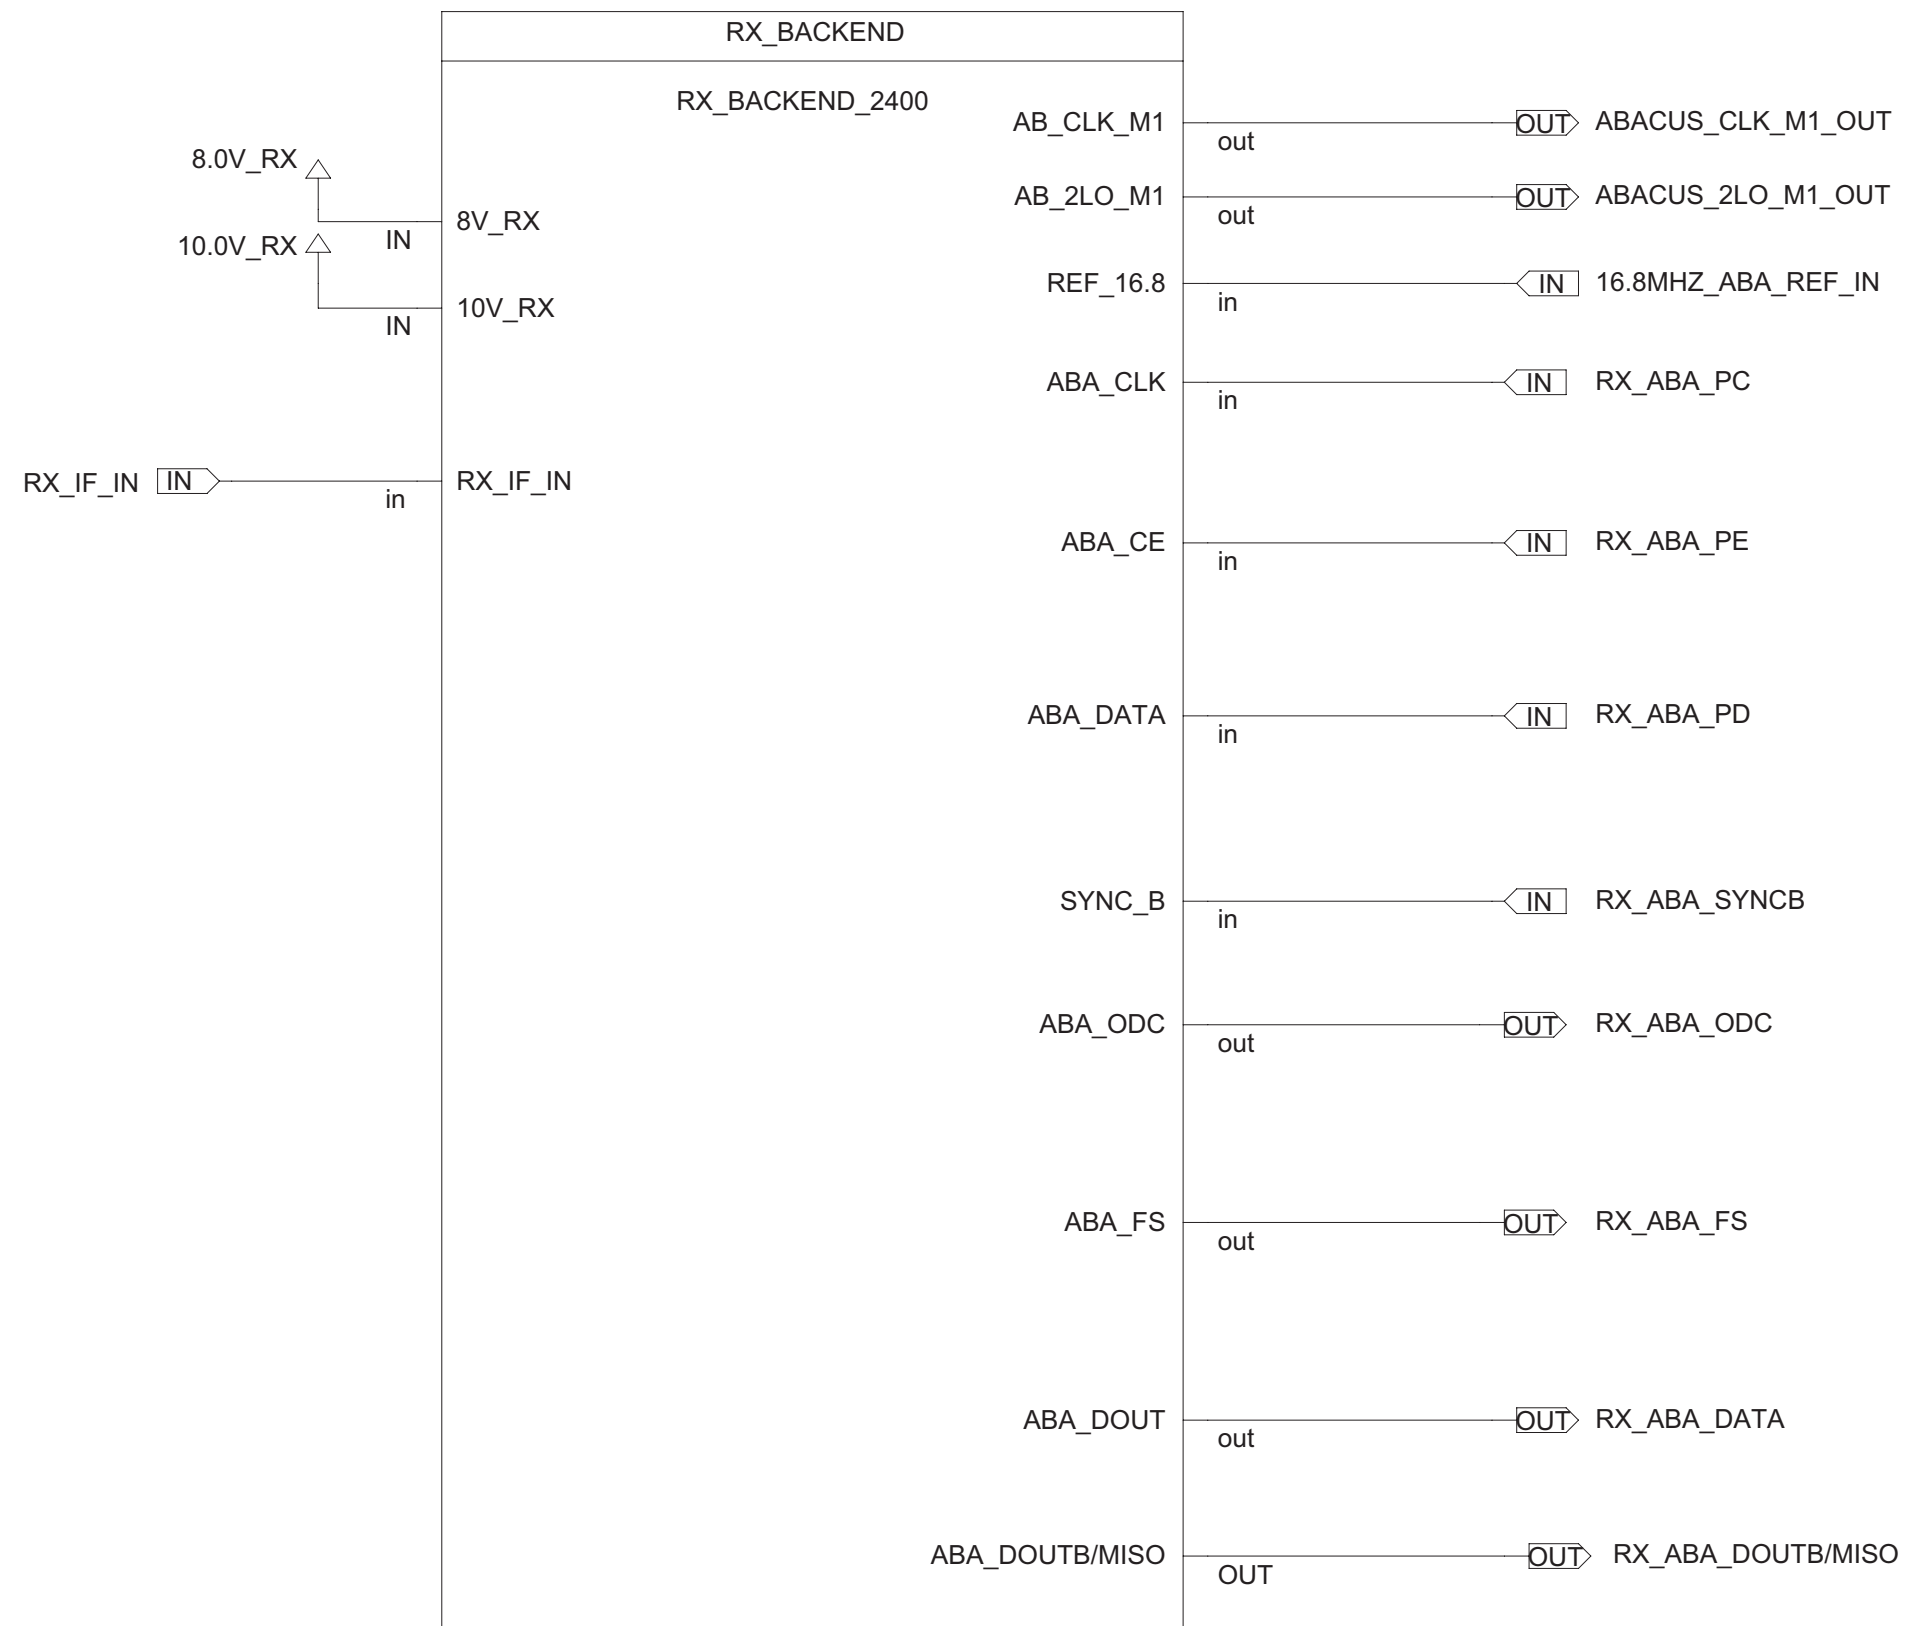 RX_BACKEND
RX_BACKEND_2400
AB_CLK_M1 out OUT ABACUS_CLK_M1_OUT
8.0V_RX
AB_2LO_M1 out OUT ABACUS_2LO_M1_OUT
IN 8V_RX
10.0V_RX
REF_16.8 in IN 16.8MHZ_ABA_REF_IN
IN 10V_RX
ABA_CLK in IN RX_ABA_PC
RX_IF_IN IN in RX_IF_IN
ABA_CE in IN RX_ABA_PE
ABA_DATA in IN RX_ABA_PD
SYNC_B in IN RX_ABA_SYNCB
ABA_ODC out OUT RX_ABA_ODC
ABA_FS out OUT RX_ABA_FS
ABA_DOUT out OUT RX_ABA_DATA
ABA_DOUTB/MISO OUT OUT RX_ABA_DOUTB/MISO